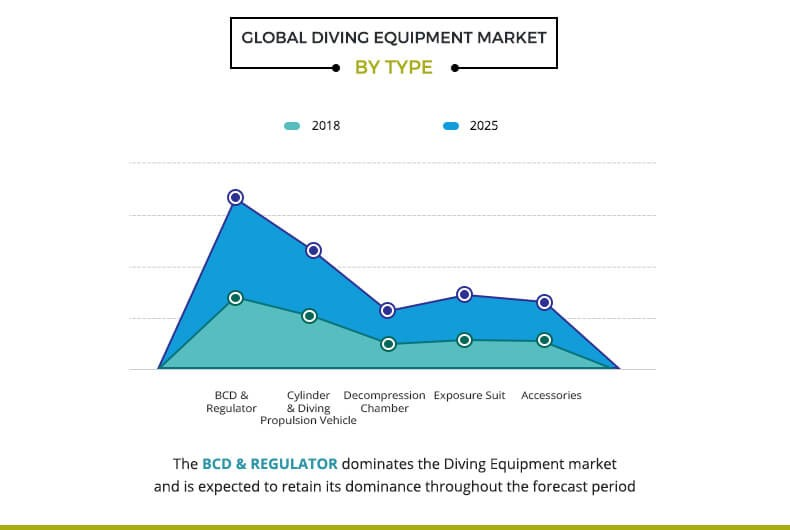 GLOBAL DIVING EQUIPMENT MARKET
BY TYPE
2018
2025
BCD &
Regulator
Cylinder
& Diving
Propulsion Vehicle
Decompression
Chamber
Exposure Suit
Accessories
The BCD & REGULATOR dominates the Diving Equipment market
and is expected to retain its dominance throughout the forecast period